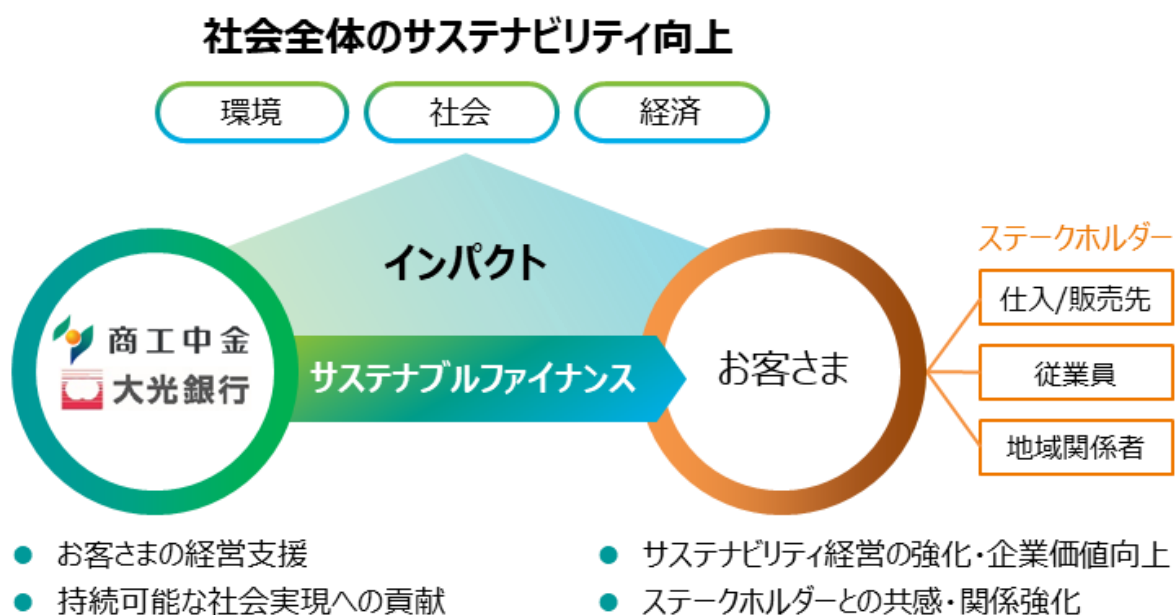 社会全体のサステナビリティ向上
環境
社会
経済
インパクト
商工中金
大光銀行
サステナブルファイナンス
お客さま
ステークホルダー
仕入/販売先
従業員
地域関係者
● お客さまの経営支援
● 持続可能な社会実現への貢献
● サステナビリティ経営の強化・企業価値向上
● ステークホルダーとの共感・関係強化